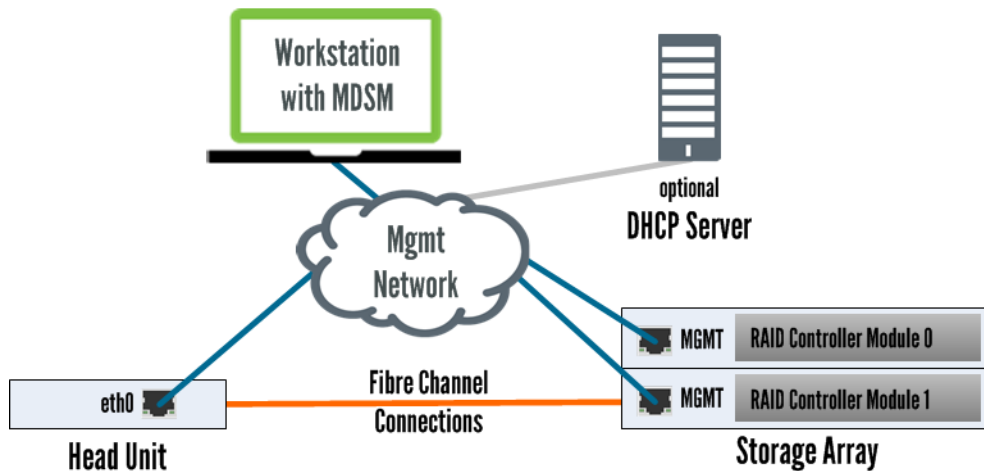 Workstation
with MDSM
optional
DHCP Server
Mgmt
Network
MGMT RAID Controller Module 0
eth0
Fibre Channel
Connections
MGMT RAID Controller Module 1
Head Unit
Storage Array